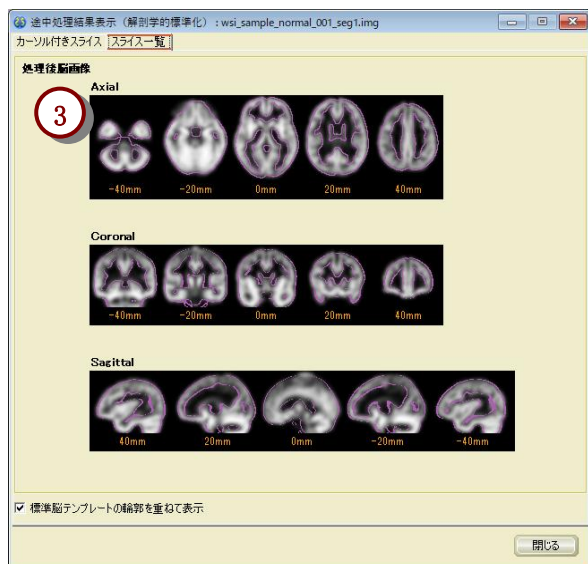 途中処理結果表示(解剖学的標準化):wsi_sample_normal_001_seg1.img
カーソル付きスライス スライス一覧
処理後脳画像
Axial
3
-40mm -20mm 0mm 20mm 40mm
Coronal
-40mm -20mm 0mm 20mm 40mm
Sagittal
40mm 20mm 0mm -20mm -40mm
標準脳テンプレートの輪郭を重ねて表示
閉じる